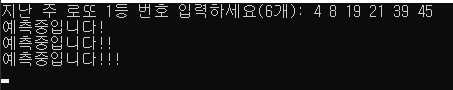 지난 주 로또 1등 번호 입력하세요(6개): 4 8 19 21 39 45
예측중입니다!
예측중입니다!!
예측중입니다!!!